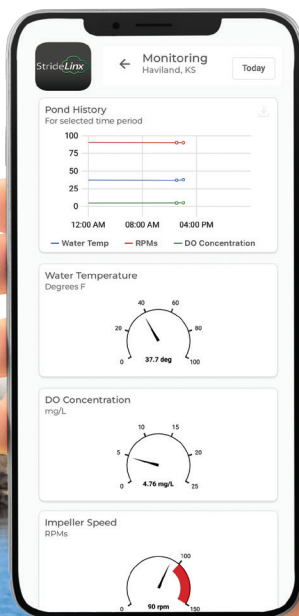 StrideLinx
Monitoring
Haviland, KS
Today
Pond History
For selected time period
100
75
50
25
0
12:00 AM 08:00 AM 04:00 PM
Water Temp RPMs DO Concentration
Water Temperature
Degrees F
40 60
20 80
0 100
37.7 deg
DO Concentration
mg/L
10 15
5 20
0 25
4.76 mg/L
Impeller Speed
RPMs
100
0 150
90 rpm